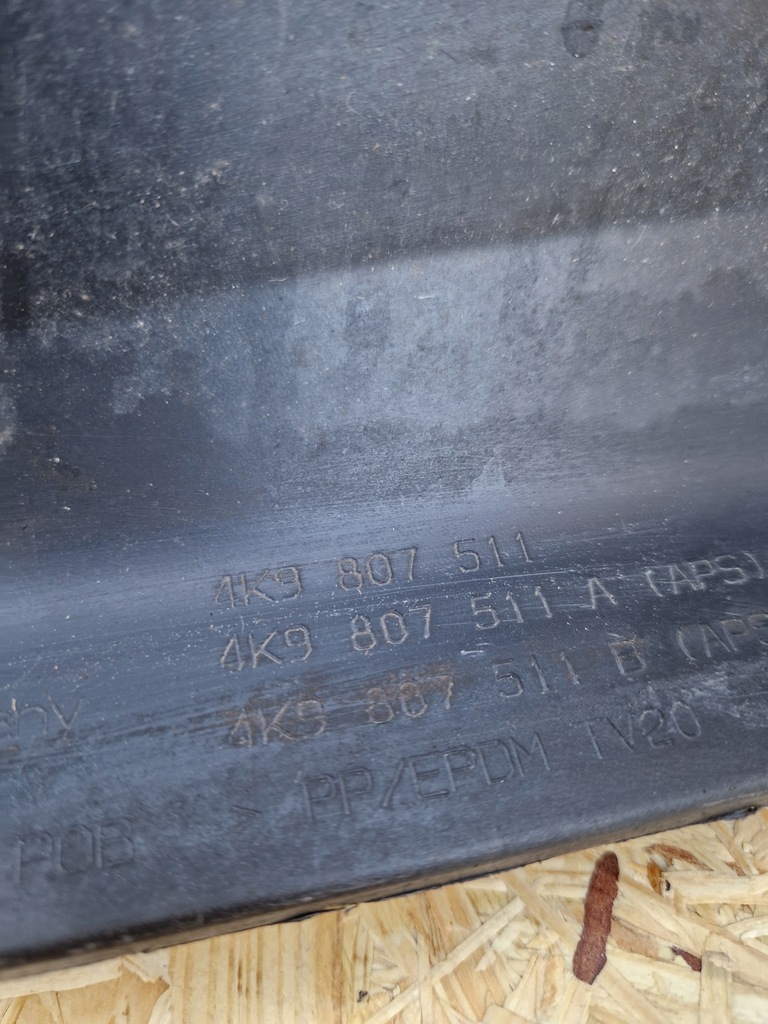 4K9 807 511
4K9 807 511 A (APS)
4K9 807 511 B (APS
> PP/EPDM TV20
POB